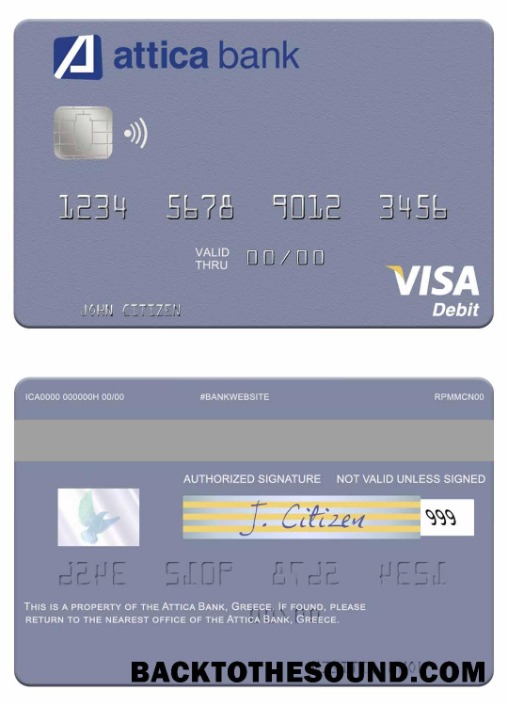 attica bank
1234 5678 9012 3456
VALID THRU 00/00
JOHN CITIZEN
VISA
Debit
ICA0000 000000H 00/00 #BANKWEBSITE RPMMCN00
AUTHORIZED SIGNATURE NOT VALID UNLESS SIGNED
J. Citizen 999
THIS IS A PROPERTY OF THE ATTICA BANK, GREECE. IF FOUND, PLEASE
RETURN TO THE NEAREST OFFICE OF THE ATTICA BANK, GREECE.
BACKTOTHESOUND.COM